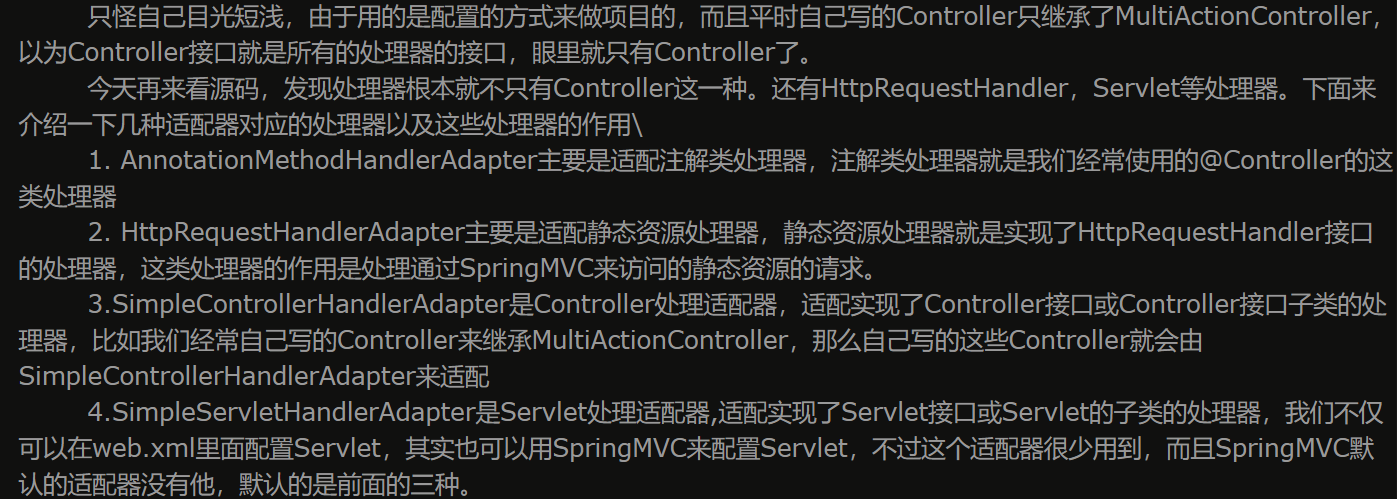 只怪自己目光短浅，由于用的是配置的方式来做项目的，而且平时自己写的Controller只继承了MultiActionController，
以为Controller接口就是所有的处理器的接口，眼里就只有Controller了。
今天再来看源码，发现处理器根本就不只有Controller这一种。还有HttpRequestHandler，Servlet等处理器。下面来
介绍一下几种适配器对应的处理器以及这些处理器的作用\
1. AnnotationMethodHandlerAdapter主要是适配注解类处理器，注解类处理器就是我们经常使用的@Controller的这
类处理器
2. HttpRequestHandlerAdapter主要是适配静态资源处理器，静态资源处理器就是实现了HttpRequestHandler接口
的处理器，这类处理器的作用是处理通过SpringMVC来访问的静态资源的请求。
3.SimpleControllerHandlerAdapter是Controller处理适配器，适配实现了Controller接口或Controller接口子类的处
理器，比如我们经常自己写的Controller来继承MultiActionController，那么自己写的这些Controller就会由
SimpleControllerHandlerAdapter来适配
4.SimpleServletHandlerAdapter是Servlet处理适配器,适配实现了Servlet接口或Servlet的子类的处理器，我们不仅
可以在web.xml里面配置Servlet，其实也可以用SpringMVC来配置Servlet，不过这个适配器很少用到，而且SpringMVC默
认的适配器没有他，默认的是前面的三种。